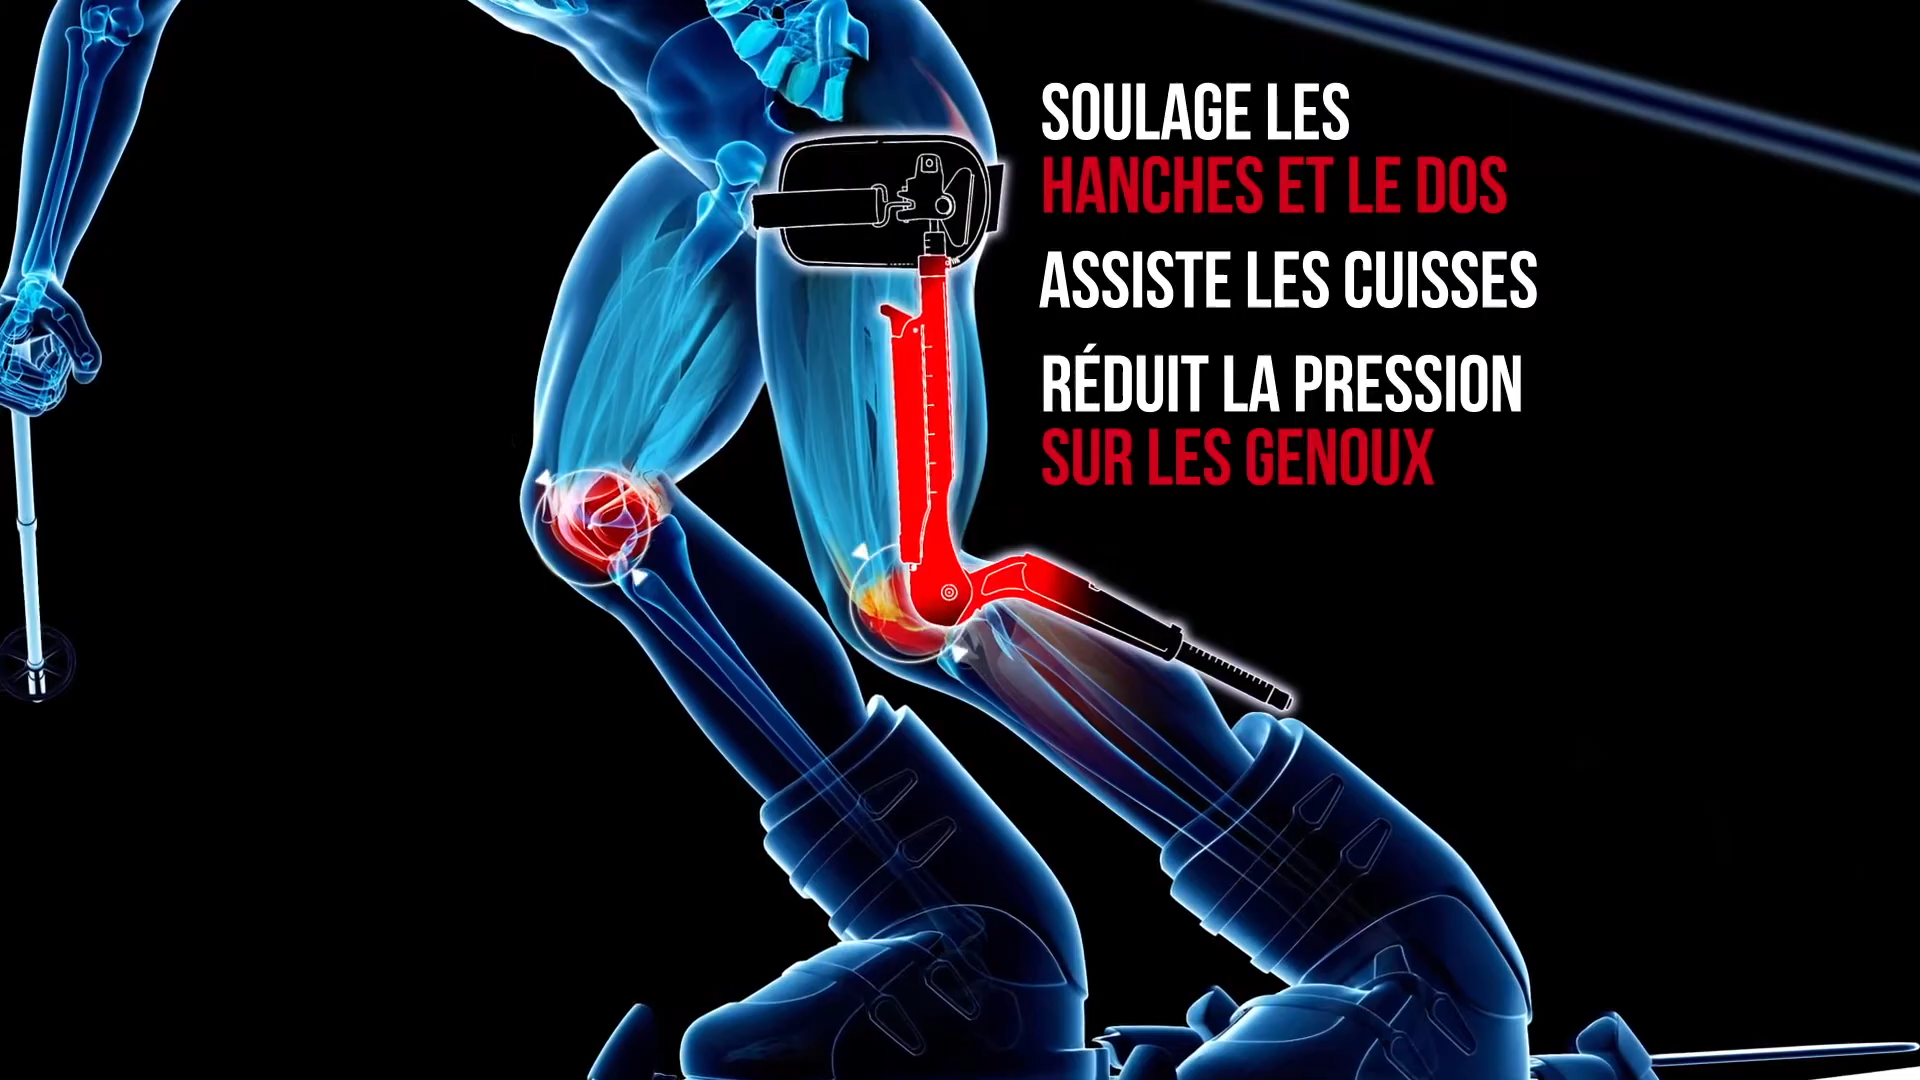 SOULAGE LES
HANCHES ET LE DOS
ASSISTE LES CUISSES
RÉDUIT LA PRESSION
SUR LES GENOUX